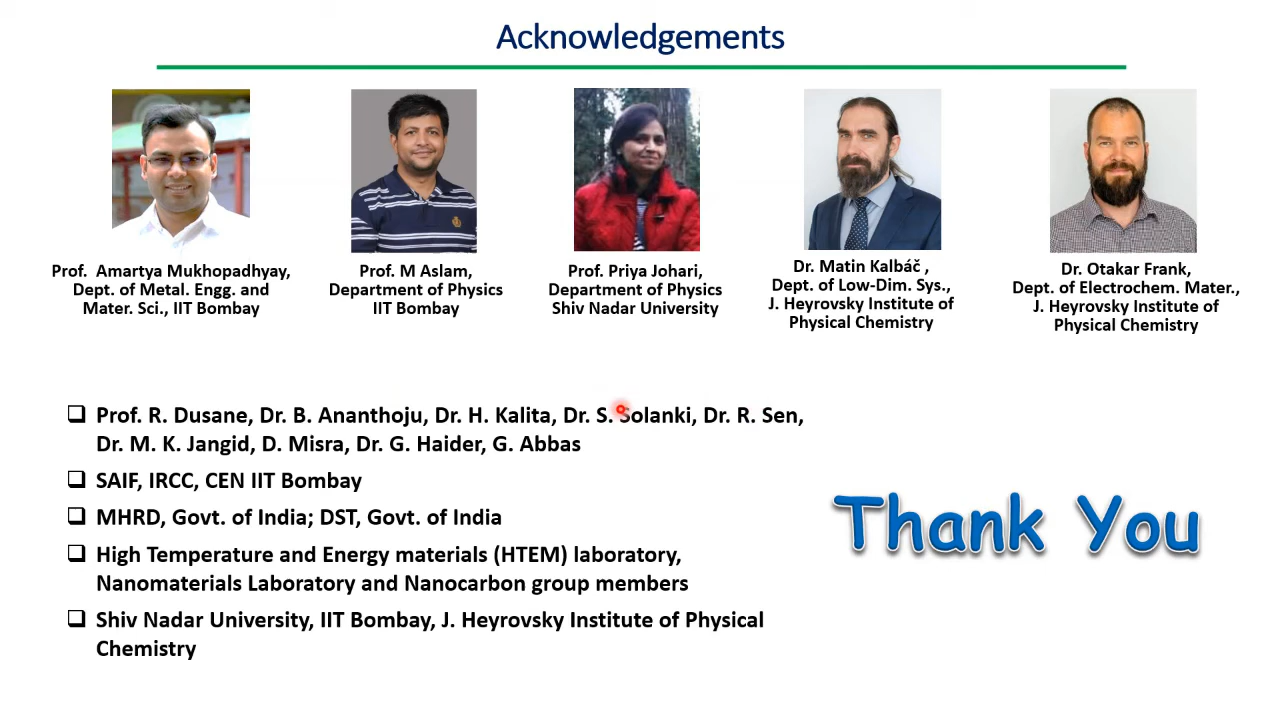 Acknowledgements
Prof. Amartya Mukhopadhyay,
Dept. of Metal. Engg. and
Mater. Sci., IIT Bombay
Prof. M Aslam,
Department of Physics
IIT Bombay
Prof. Priya Johari,
Department of Physics
Shiv Nadar University
Dr. Matin Kalbáč ,
Dept. of Low-Dim. Sys.,
J. Heyrovsky Institute of
Physical Chemistry
Dr. Otakar Frank,
Dept. of Electrochem. Mater.,
J. Heyrovsky Institute of
Physical Chemistry
Prof. R. Dusane, Dr. B. Ananthoju, Dr. H. Kalita, Dr. S. Solanki, Dr. R. Sen,
Dr. M. K. Jangid, D. Misra, Dr. G. Haider, G. Abbas
SAIF, IRCC, CEN IIT Bombay
MHRD, Govt. of India; DST, Govt. of India
High Temperature and Energy materials (HTEM) laboratory,
Nanomaterials Laboratory and Nanocarbon group members
Shiv Nadar University, IIT Bombay, J. Heyrovsky Institute of Physical
Chemistry
Thank You